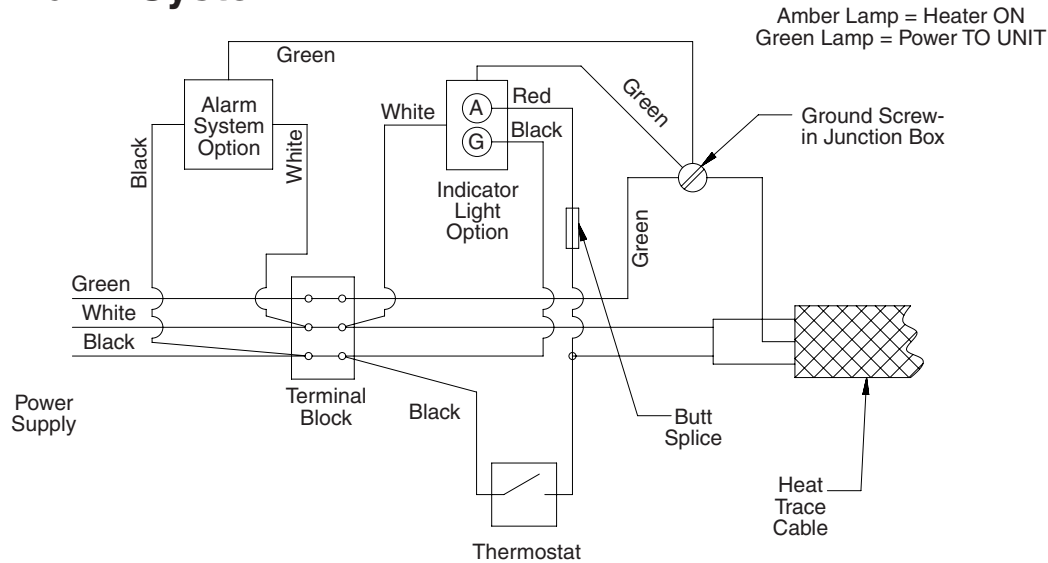 Amber Lamp = Heater ON
Green Lamp = Power TO UNIT
Green
Alarm
System
Option
Black
White
White
A
Red
G
Black
Indicator
Light
Option
Green
Ground Screw-
in Junction Box
Green
Green
White
Black
Power
Supply
Terminal
Block
Black
Thermostat
Butt
Splice
Heat
Trace
Cable